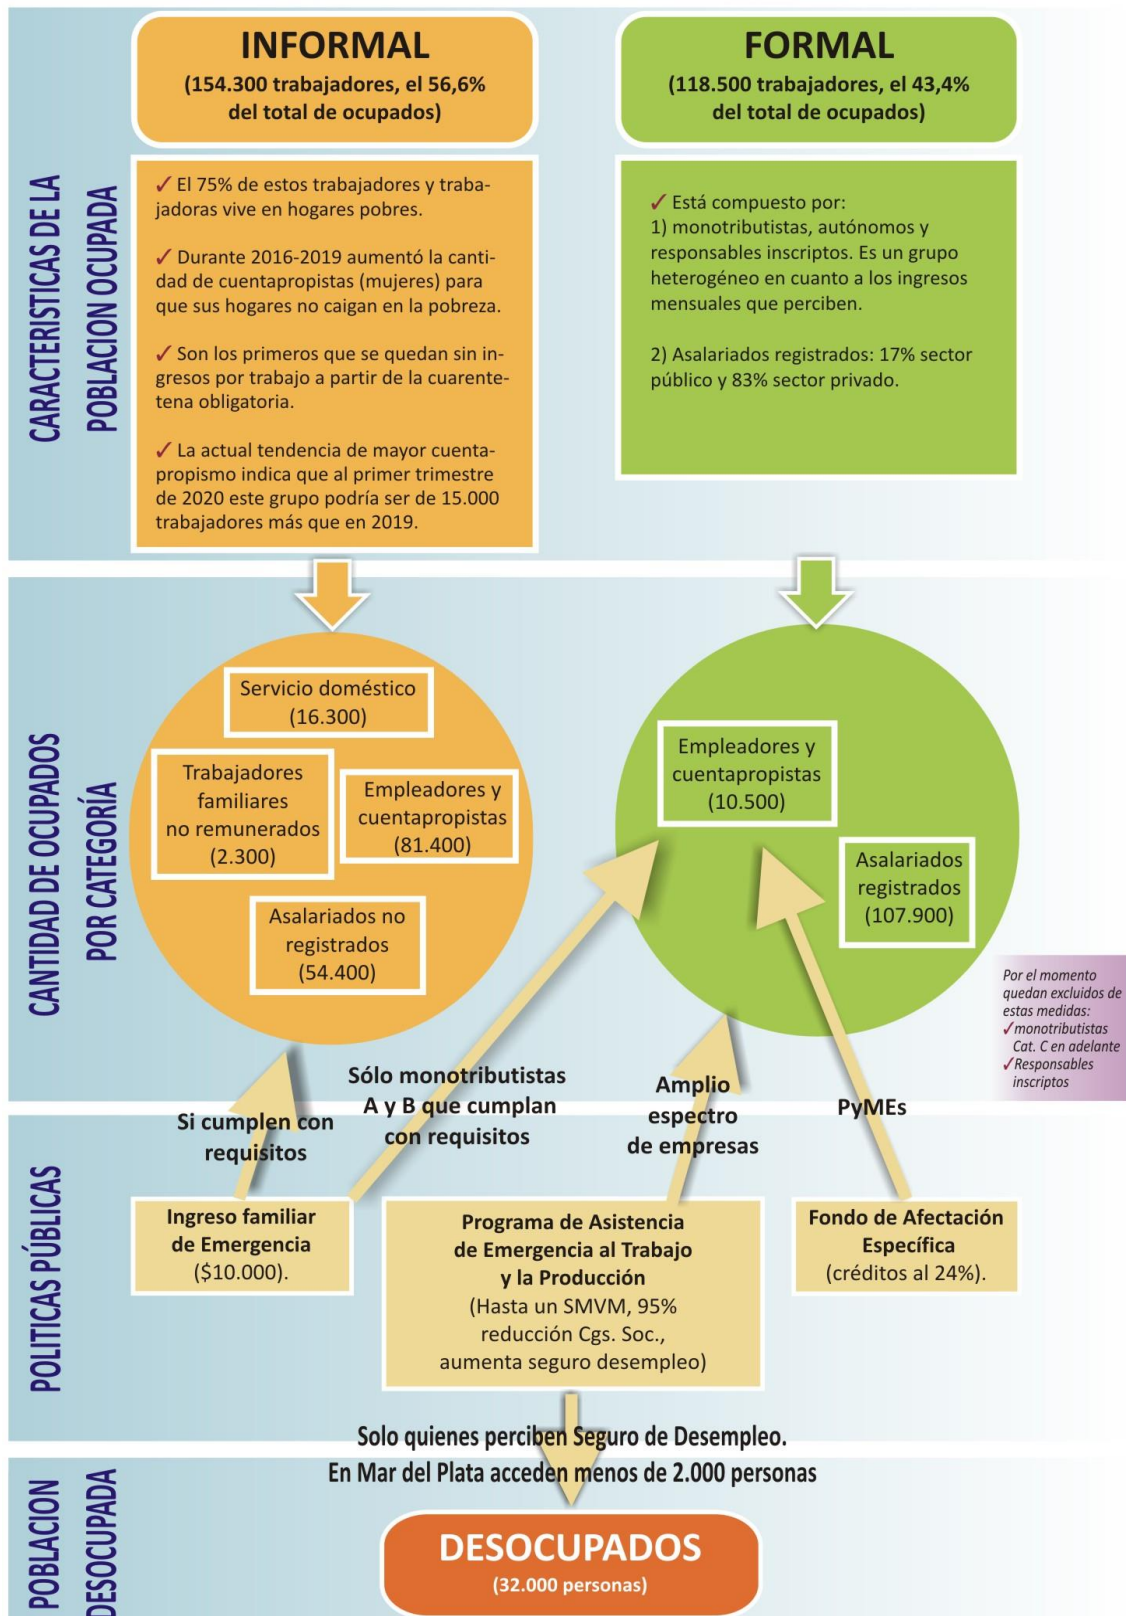 CARACTERISTICAS DE LA
POBLACION OCUPADA
INFORMAL
(154.300 trabajadores, el 56,6%
del total de ocupados)
✓ El 75% de estos trabajadores y traba-
jadoras vive en hogares pobres.
✓ Durante 2016-2019 aumentó la canti-
dad de cuentapropistas (mujeres) para
que sus hogares no caigan en la pobreza.
✓ Son los primeros que se quedan sin in-
gresos por trabajo a partir de la cuarente-
tena obligatoria.
✓ La actual tendencia de mayor cuenta-
propismo indica que al primer trimestre
de 2020 este grupo podría ser de 15.000
trabajadores más que en 2019.
FORMAL
(118.500 trabajadores, el 43,4%
del total de ocupados)
✓ Está compuesto por:
1) monotributistas, autónomos y
responsables inscriptos. Es un grupo
heterogéneo en cuanto a los ingresos
mensuales que perciben.
2) Asalariados registrados: 17% sector
público y 83% sector privado.
CANTIDAD DE OCUPADOS
POR CATEGORÍA
Servicio doméstico
(16.300)
Trabajadores
familiares
no remunerados
(2.300)
Empleadores y
cuentapropistas
(81.400)
Asalariados no
registrados
(54.400)
Empleadores y
cuentapropistas
(10.500)
Asalariados
registrados
(107.900)
Por el momento
quedan excluidos de
estas medidas:
✓monotributistas
Cat. C en adelante
✓Responsables
inscriptos
Si cumplen con
requisitos
Sólo monotributistas
A y B que cumplan
con requisitos
Amplio
espectro
de empresas
PyMEs
POLITICAS PÚBLICAS
Ingreso familiar
de Emergencia
($10.000).
Programa de Asistencia
de Emergencia al Trabajo
y la Producción
(Hasta un SMVM, 95%
reducción Cgs. Soc.,
aumenta seguro desempleo)
Fondo de Afectación
Específica
(créditos al 24%).
Solo quienes perciben Seguro de Desempleo.
En Mar del Plata acceden menos de 2.000 personas
POBLACION
DESOCUPADA
DESOCUPADOS
(32.000 personas)